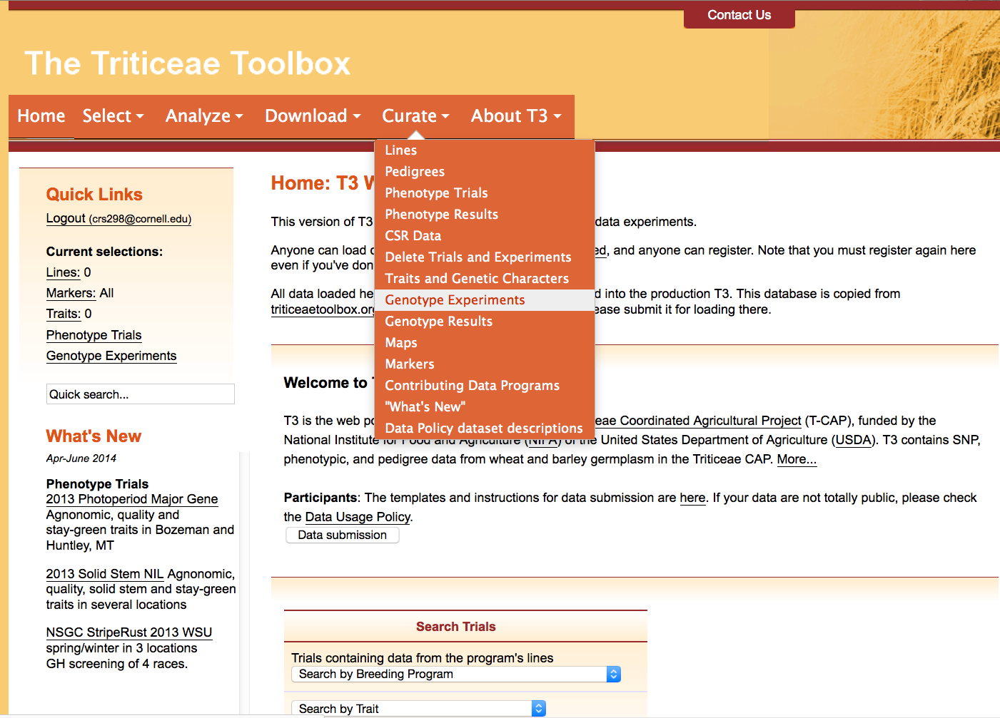 Contact Us
The Triticeae Toolbox
Home Select Analyze Download Curate About T3
Lines
Pedigrees
Phenotype Trials
Phenotype Results
CSR Data
Delete Trials and Experiments
Traits and Genetic Characters
Genotype Experiments
Genotype Results
Maps
Markers
Contributing Data Programs
"What's New"
Data Policy dataset descriptions
Quick Links
Logout (crs298@cornell.edu)
Current selections:
Lines: 0
Markers: All
Traits: 0
Phenotype Trials
Genotype Experiments
Quick search...
What's New
Apr-June 2014
Phenotype Trials
2013 Photoperiod Major Gene
Agnonomic, quality and
stay-green traits in Bozeman and
Huntley, MT
2013 Solid Stem NIL Agnonomic,
quality, solid stem and stay-green
traits in several locations
NSGC StripeRust 2013 WSU
spring/winter in 3 locations
GH screening of 4 races.
Home: T3
This version of T3 data experiments.
Anyone can load , and anyone can register. Note that you must register again here
even if you've don
All data loaded he into the production T3. This database is copied from
triticeaetoolbox.or ease submit it for loading there.
Welcome to
T3 is the web po eae Coordinated Agricultural Project (T-CAP), funded by the
National Institute for Food and Agriculture (NIFA) of the United States Department of Agriculture (USDA). T3 contains SNP,
phenotypic, and pedigree data from wheat and barley germplasm in the Triticeae CAP. More...
Participants: The templates and instructions for data submission are here. If your data are not totally public, please check
the Data Usage Policy.
Data submission
Search Trials
Trials containing data from the program's lines
Search by Breeding Program
Search by Trait